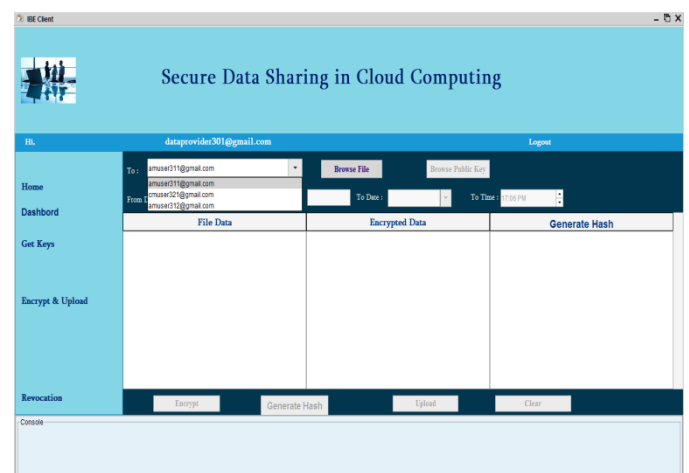 IBE Client
Secure Data Sharing in Cloud Computing
Hi, dataprovider301@gmail.com Logout
To : amuser311@gmail.com Browse File Browse Public Key
amuser311@gmail.com
cmuser321@gmail.com
amuser312@gmail.com
From To Date : To Time : 17:09 PM
Home
Dashbord
Get Keys
Encrypt & Upload
Revocation
File Data Encrypted Data Generate Hash
Encrypt Generate Hash Upload Clear
Console